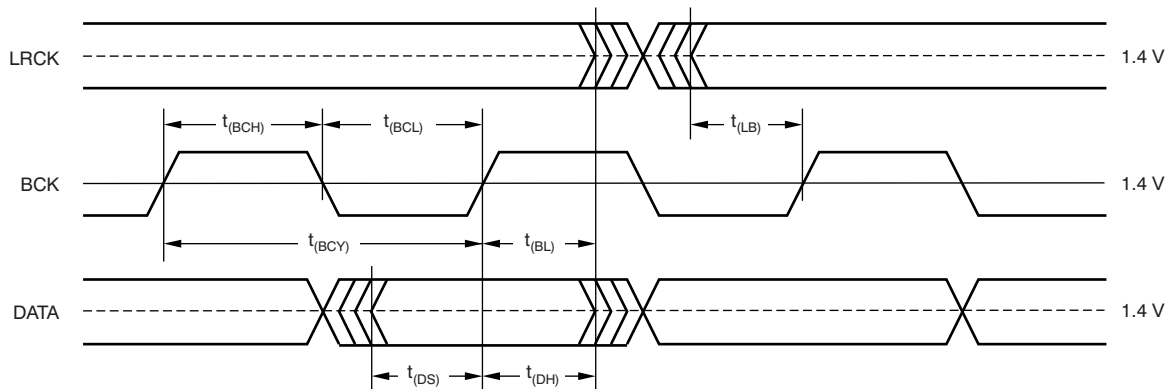 LRCK 1.4 V
t(BCH) t(BCL) t(LB)
BCK 1.4 V
t(BCY) t(BL)
DATA 1.4 V
t(DS) t(DH)